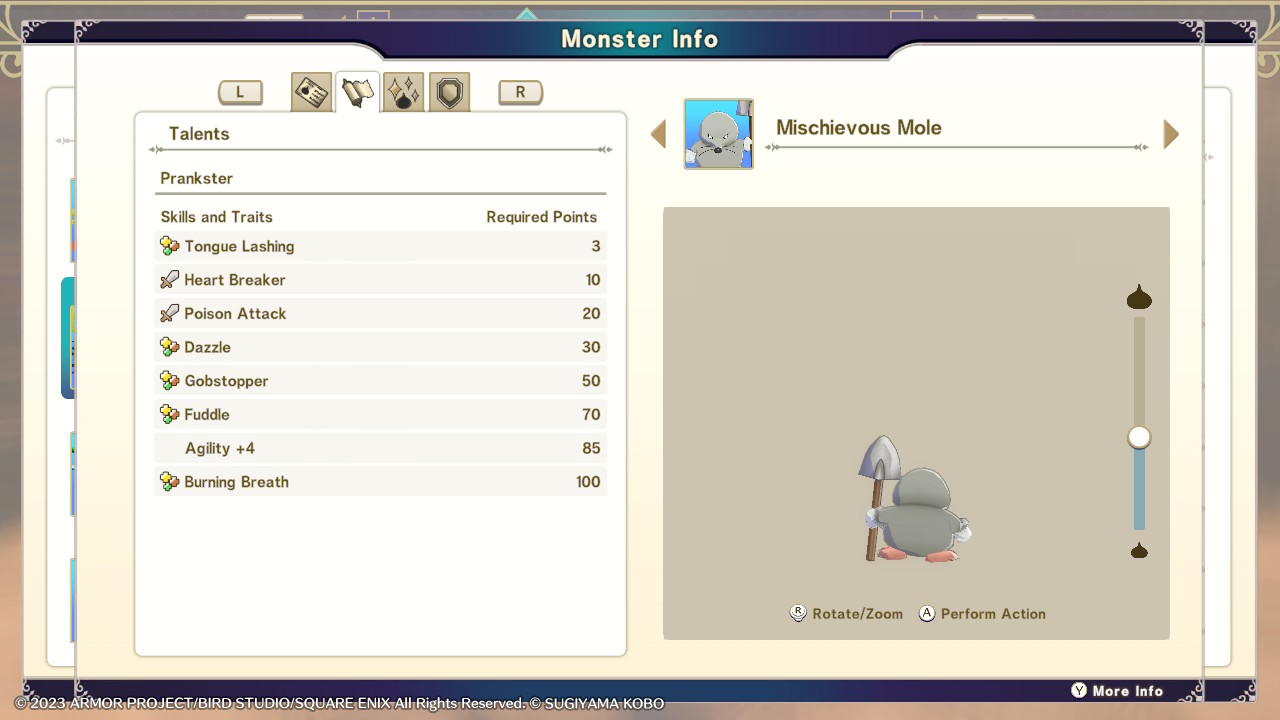 Monster Info
L
R
Talents
Prankster
Skills and Traits Required Points
Tongue Lashing 3
Heart Breaker 10
Poison Attack 20
Dazzle 30
Gobstopper 50
Fuddle 70
Agility +4 85
Burning Breath 100
Mischievous Mole
R Rotate/Zoom A Perform Action
Y More Info
© 2023 ARMOR PROJECT/BIRD STUDIO/SQUARE ENIX All Rights Reserved. © SUGIYAMA KOBO